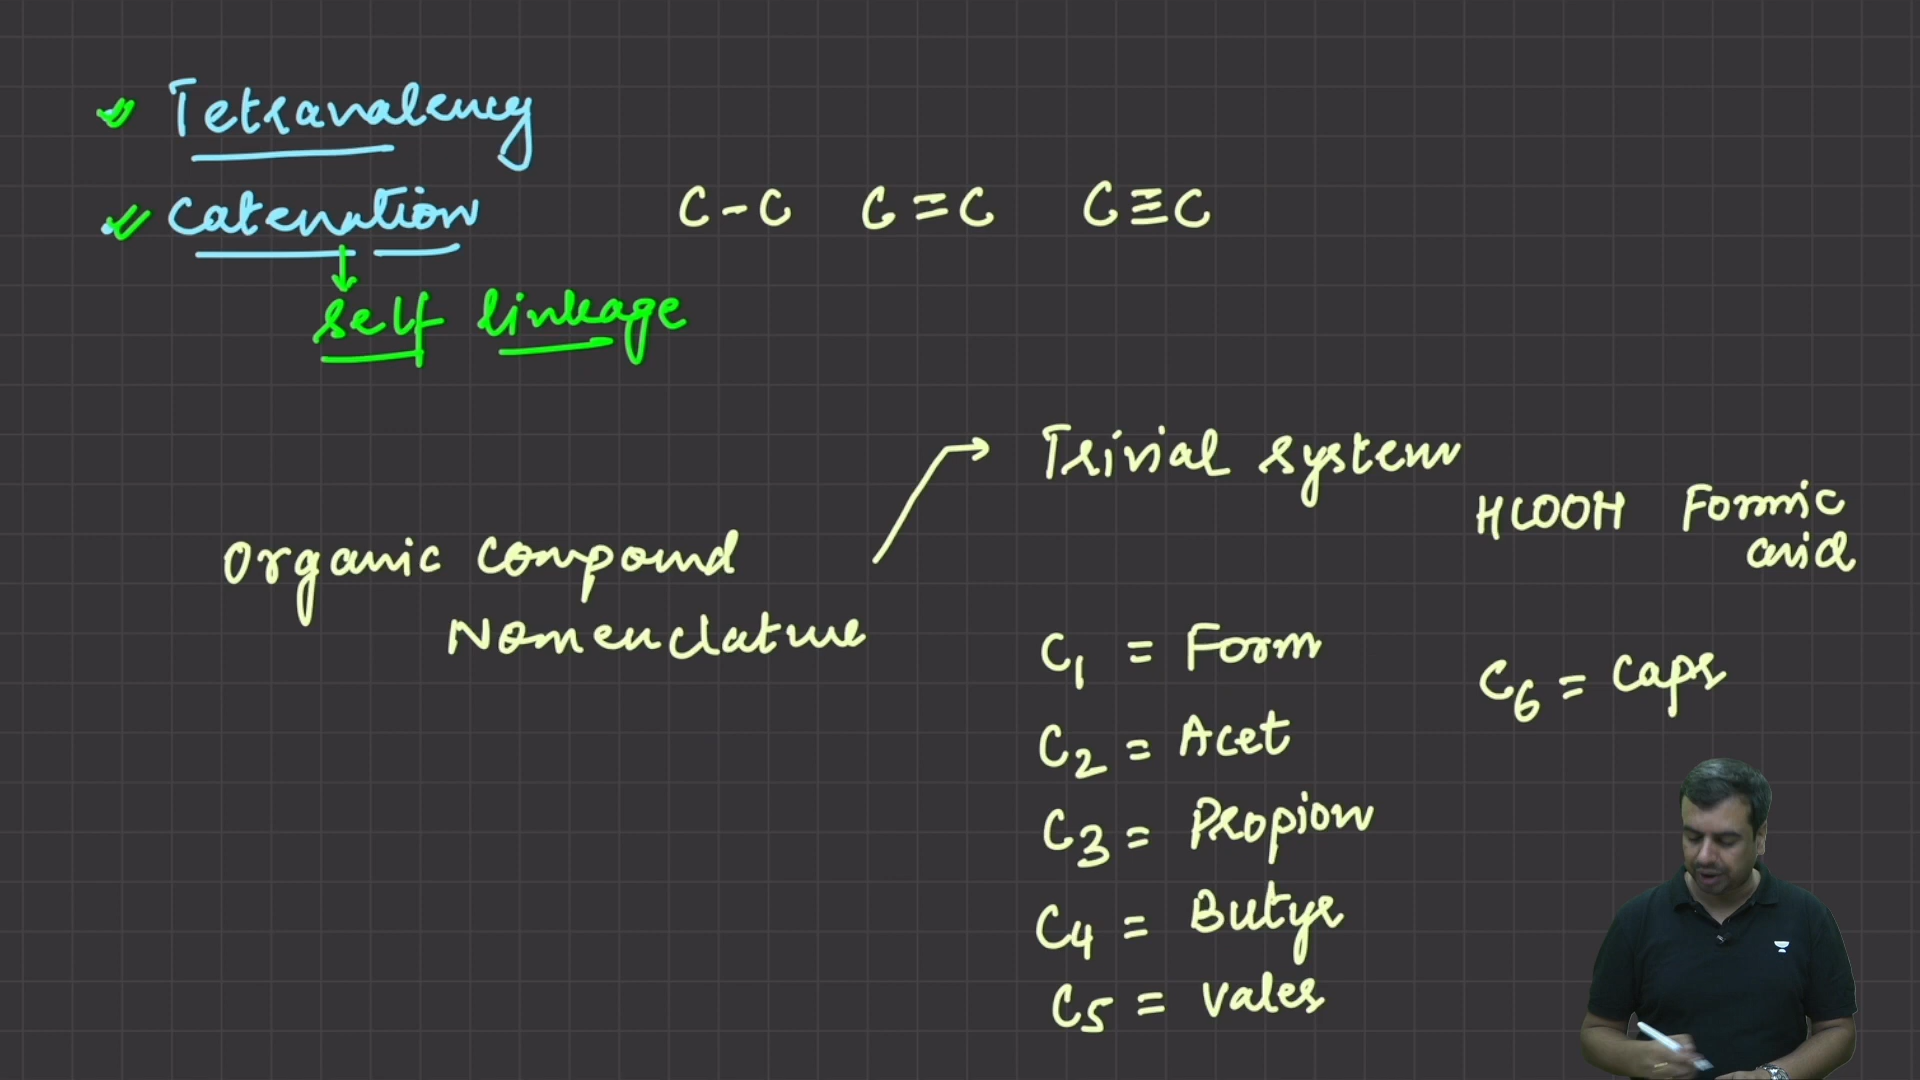 Tetravalency
Catenation
C-C C=C C≡C
self linkage
Trivial system
HCOOH Formic acid
Organic compound
Nomenclature
C₁ = Form
C₆ = Capr
C₂ = Acet
C₃ = Propion
C₄ = Butyr
C₅ = Valer